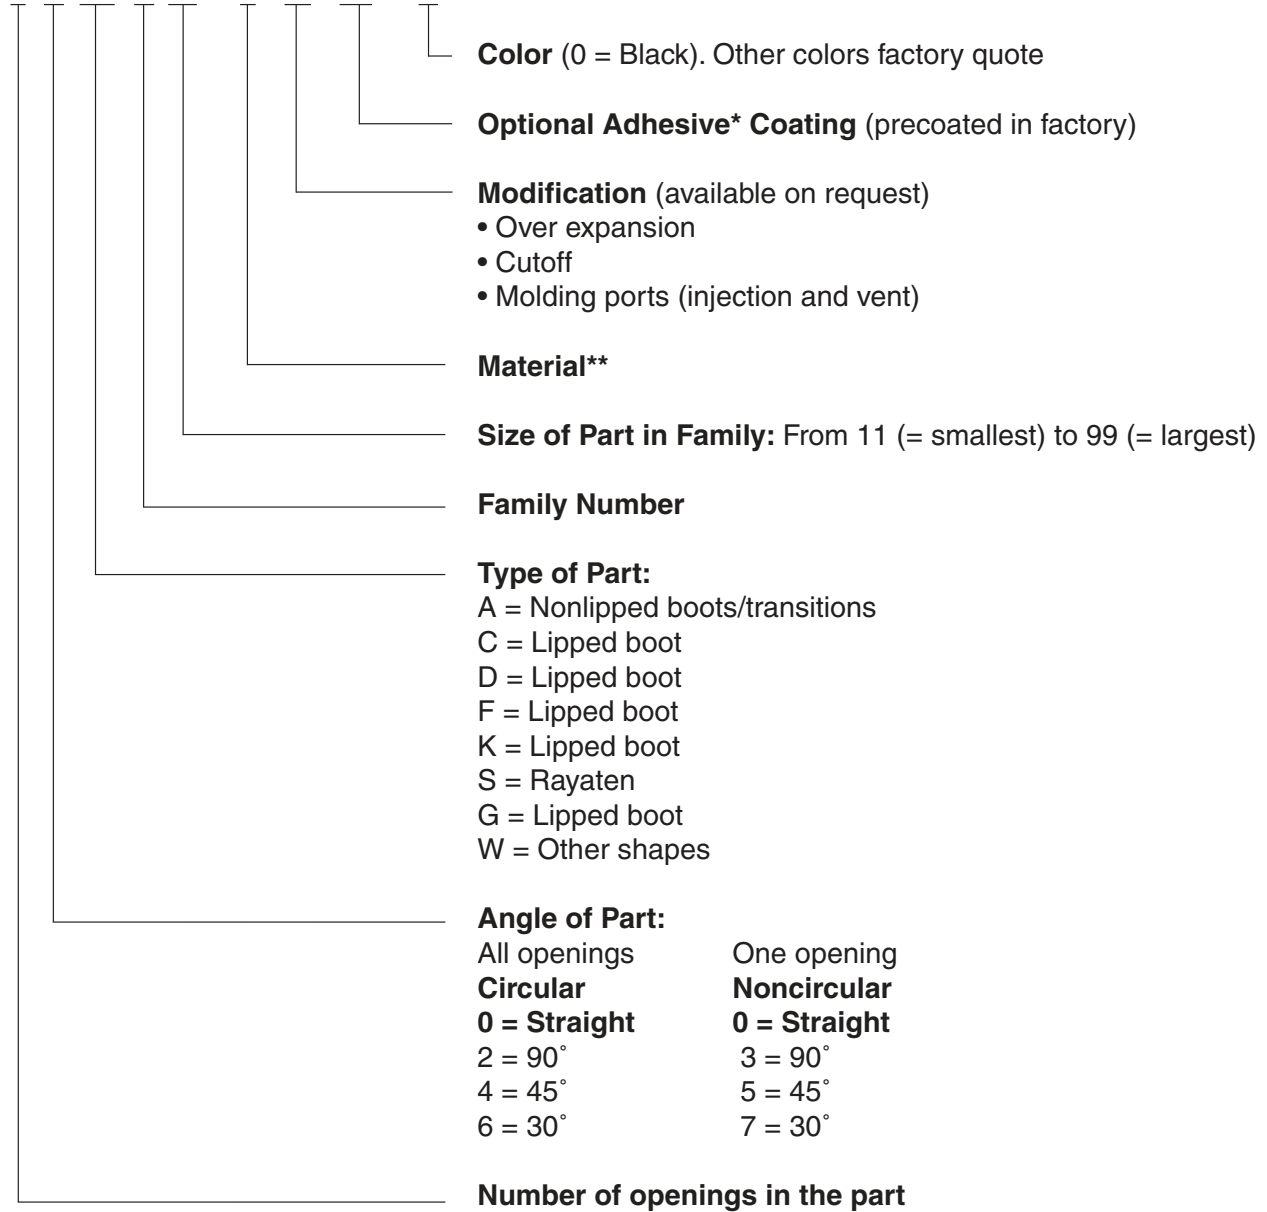 Color (0 = Black). Other colors factory quote
Optional Adhesive* Coating (precoated in factory)
Modification (available on request)
• Over expansion
• Cutoff
• Molding ports (injection and vent)
Material**
Size of Part in Family: From 11 (= smallest) to 99 (= largest)
Family Number
Type of Part:
A = Nonlipped boots/transitions
C = Lipped boot
D = Lipped boot
F = Lipped boot
K = Lipped boot
S = Rayaten
G = Lipped boot
W = Other shapes
Angle of Part:
All openings One opening
Circular Noncircular
0 = Straight 0 = Straight
2 = 90˚ 3 = 90˚
4 = 45˚ 5 = 45˚
6 = 30˚ 7 = 30˚
Number of openings in the part